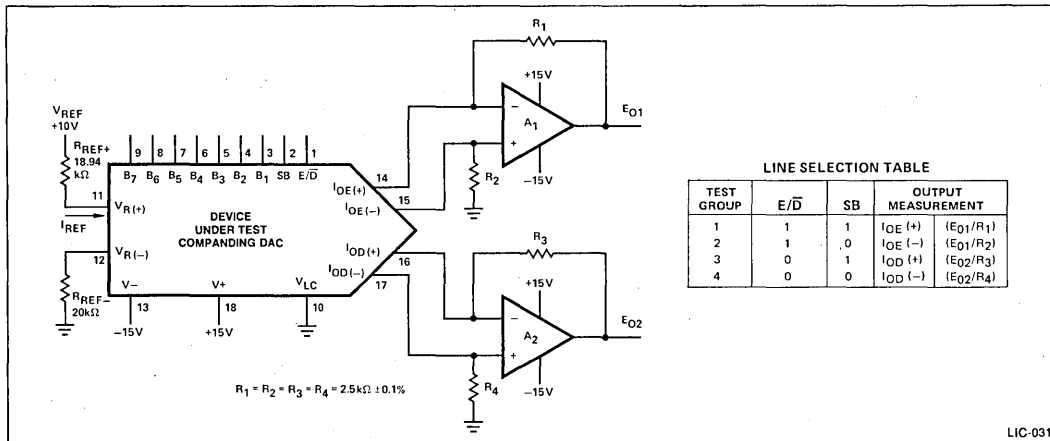 R1
+15V
−
A1
+
−15V
EO1
R2
VREF
+10V
RREF+
18.94
kΩ
9 8 7 6 5 4 3 2 1
B7 B6 B5 B4 B3 B2 B1 SB E/D̅
11
VR(+)
IREF
DEVICE
UNDER TEST
COMPANDING DAC
IOE(+)
14
IOE(−)
15
IOD(+)
16
IOD(−)
17
12
VR(−)
RREF−
20kΩ
V− V+ VLC
13 18 10
−15V +15V
R3
+15V
−
A2
+
−15V
EO2
R4
R1 = R2 = R3 = R4 = 2.5kΩ ±0.1%
LINE SELECTION TABLE
TEST GROUP E/D̅ SB OUTPUT MEASUREMENT
1 1 1 IOE(+) (EO1/R1)
2 1 0 IOE(−) (EO1/R2)
3 0 1 IOD(+) (EO2/R3)
4 0 0 IOD(−) (EO2/R4)
LIC-031